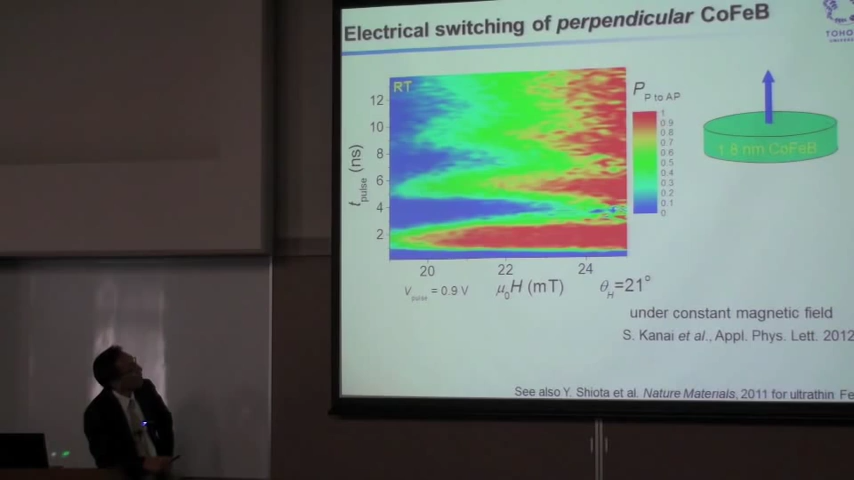 Electrical switching of perpendicular CoFeB
TOHO
RT
12
10
8
6
4
2
t pulse (ns)
20
22
24
V pulse = 0.9 V
μ0H (mT)
θH=21°
P P to AP
1
0.9
0.8
0.7
0.6
0.5
0.4
0.3
0.2
0.1
0
1.8 nm CoFeB
under constant magnetic field
S. Kanai et al., Appl. Phys. Lett. 2012
See also Y. Shiota et al. Nature Materials, 2011 for ultrathin Fe